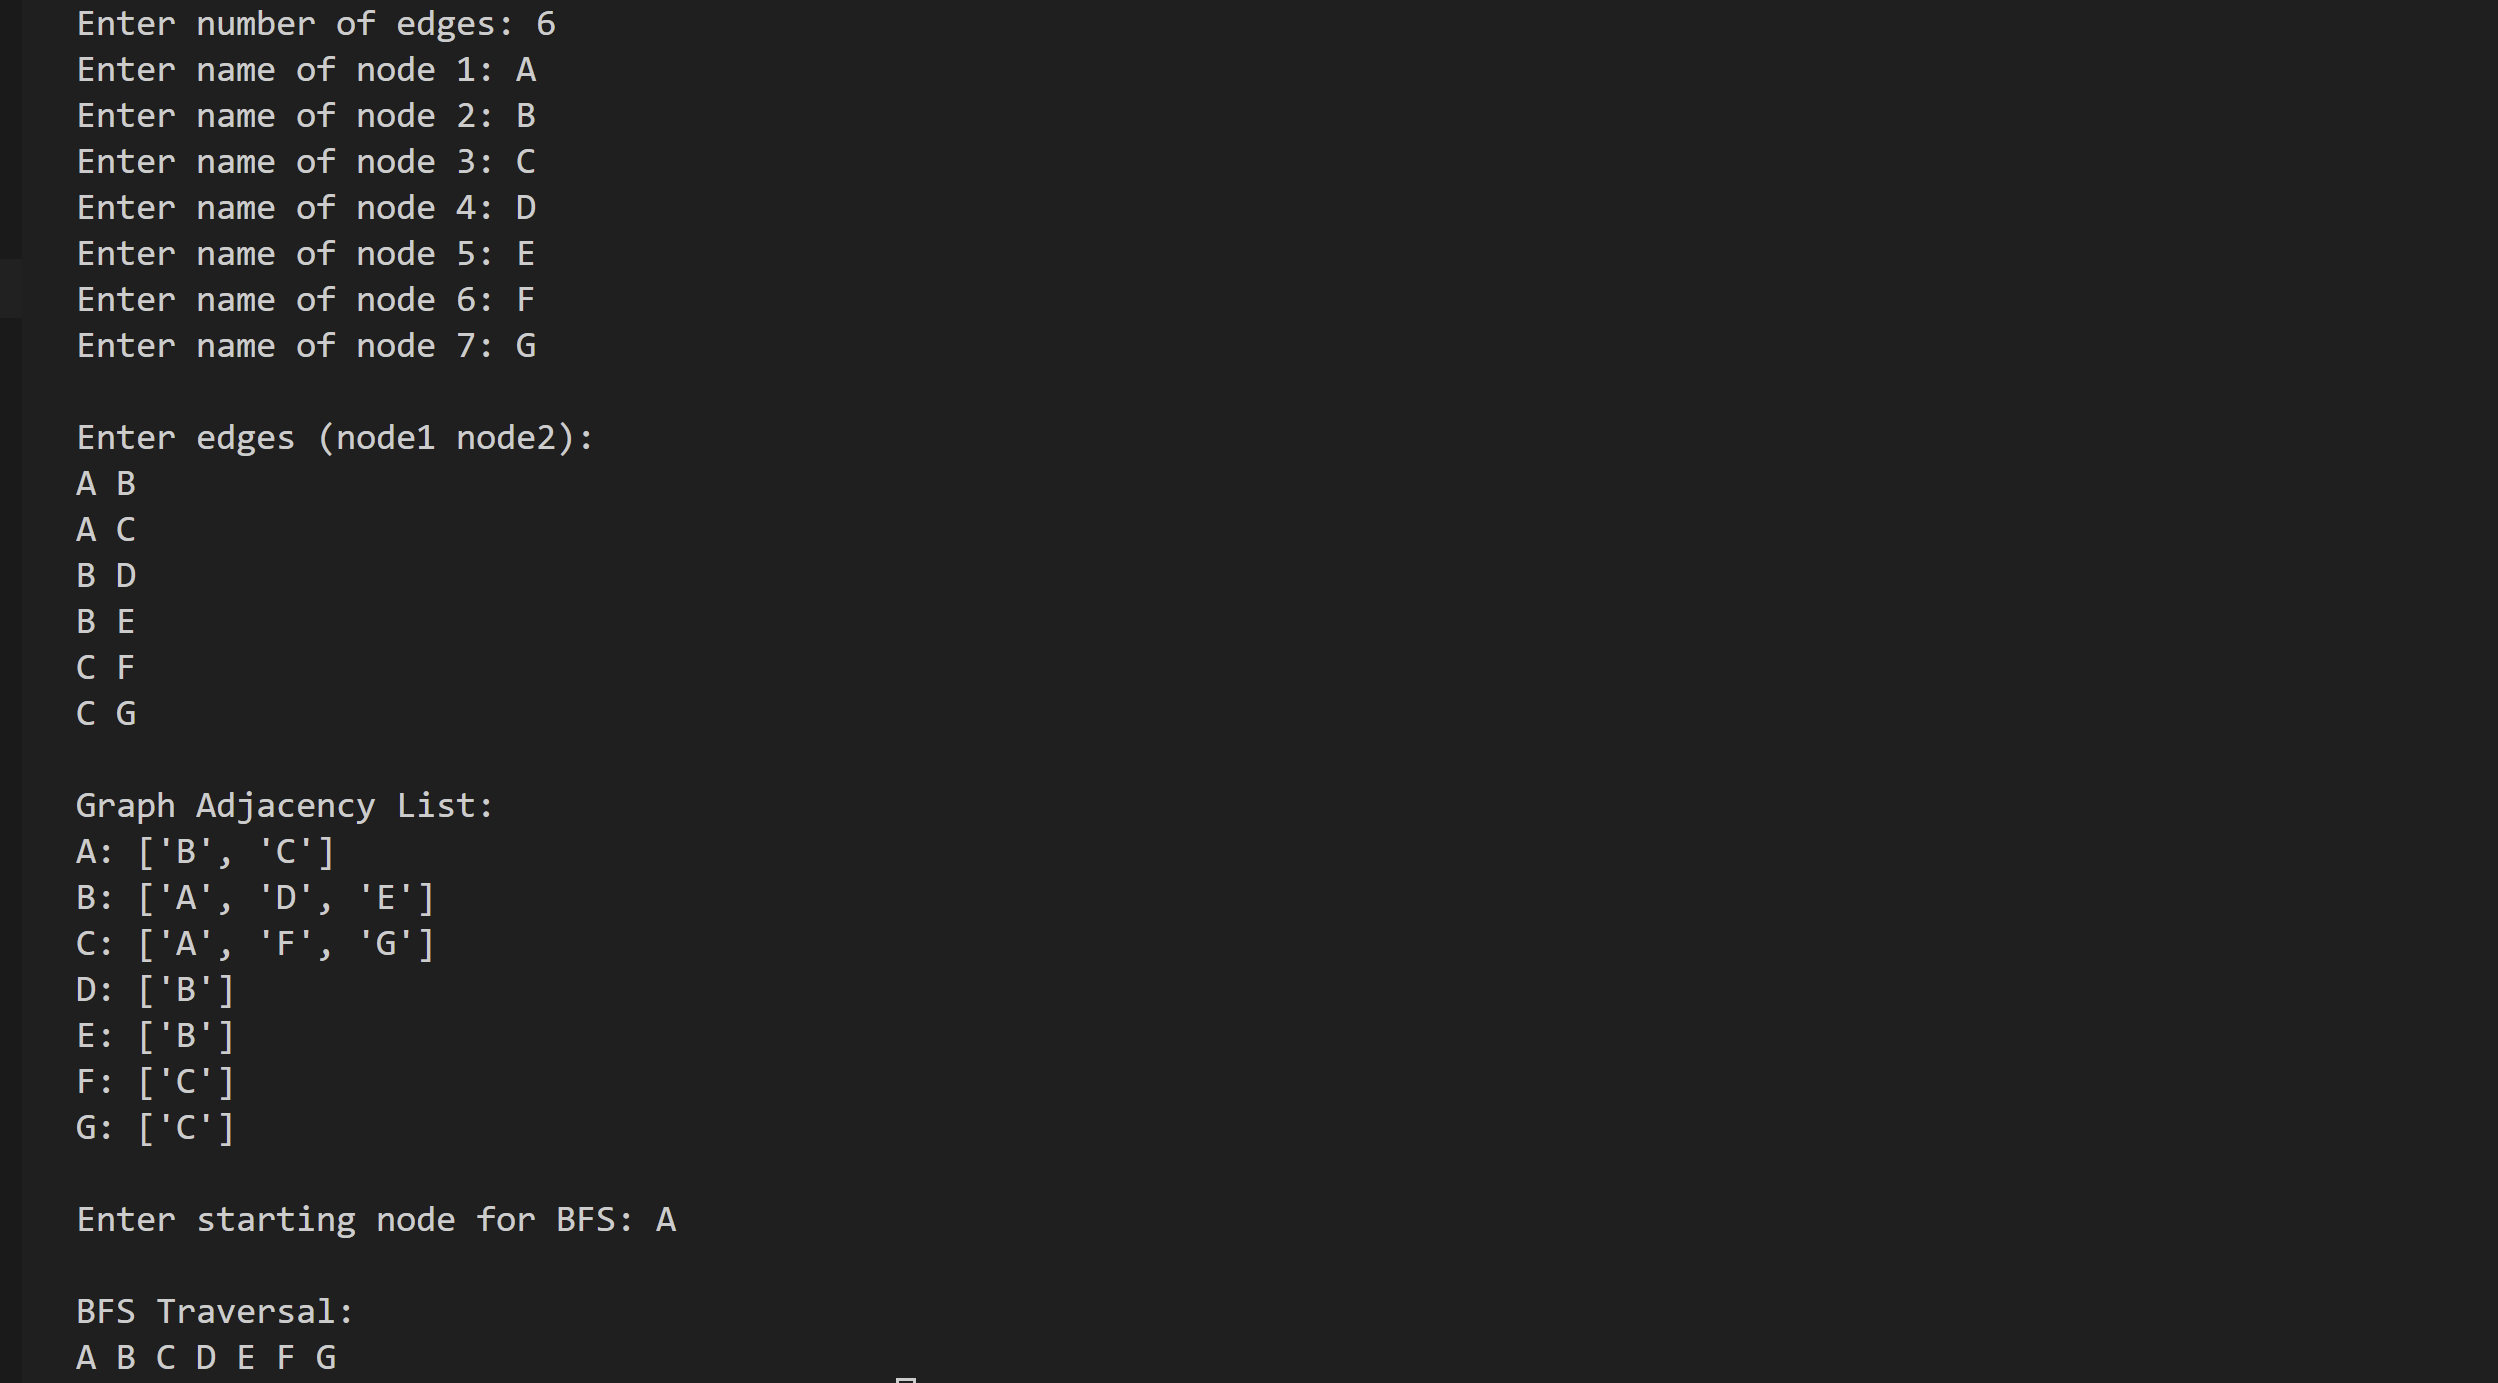 Enter number of edges: 6
Enter name of node 1: A
Enter name of node 2: B
Enter name of node 3: C
Enter name of node 4: D
Enter name of node 5: E
Enter name of node 6: F
Enter name of node 7: G
Enter edges (node1 node2):
A B
A C
B D
B E
C F
C G
Graph Adjacency List:
A: ['B', 'C']
B: ['A', 'D', 'E']
C: ['A', 'F', 'G']
D: ['B']
E: ['B']
F: ['C']
G: ['C']
Enter starting node for BFS: A
BFS Traversal:
A B C D E F G